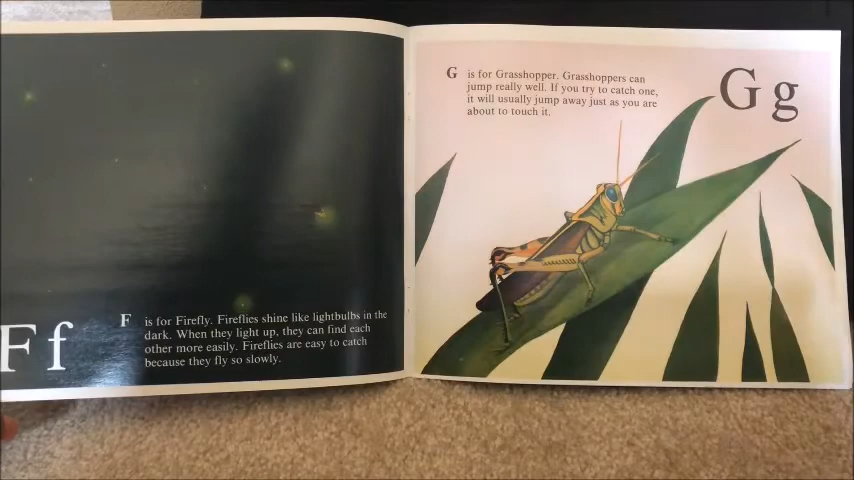 Ff
F is for Firefly. Fireflies shine like lightbulbs in the
dark. When they light up, they can find each
other more easily. Fireflies are easy to catch
because they fly so slowly.
G is for Grasshopper. Grasshoppers can
jump really well. If you try to catch one,
it will usually jump away just as you are
about to touch it.
Gg